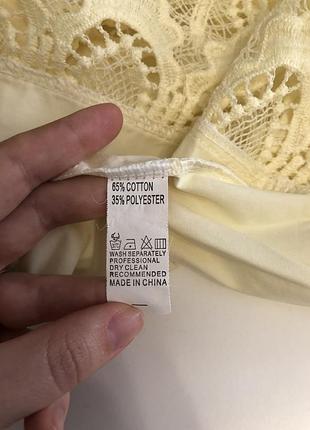 65% COTTON
35% POLYESTER
WASH SEPARATELY
PROFESSIONAL
DRY CLEAN
RECOMMENDED
MADE IN CHINA